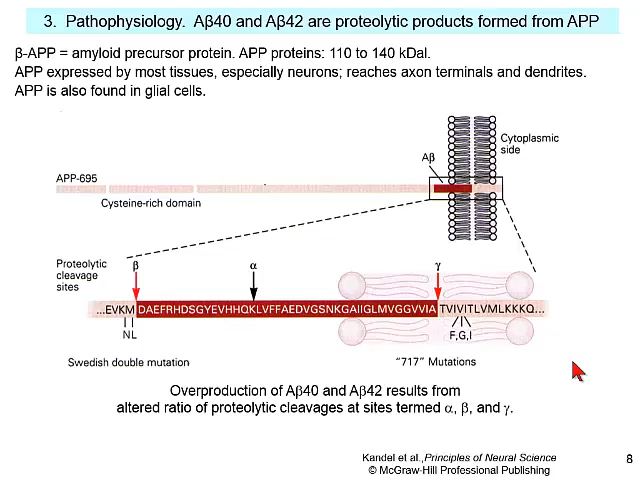 3.  Pathophysiology.  Aβ40 and Aβ42 are proteolytic products formed from APP
β-APP = amyloid precursor protein. APP proteins: 110 to 140 kDal.
APP expressed by most tissues, especially neurons; reaches axon terminals and dendrites.
APP is also found in glial cells.
Cytoplasmic
side
Aβ
APP-695
Cysteine-rich domain
Proteolytic
cleavage
sites
β
α
γ
...EVKM DAEFRHDSGYEVHHQKLVFFAEDVGSNKGAIIGLMVGGVVIA TVIVITLVMLKKKQ...
NL
F,G,I
Swedish double mutation
“717” Mutations
Overproduction of Aβ40 and Aβ42 results from
altered ratio of proteolytic cleavages at sites termed α, β, and γ.
Kandel et al.,Principles of Neural Science
© McGraw-Hill Professional Publishing
8